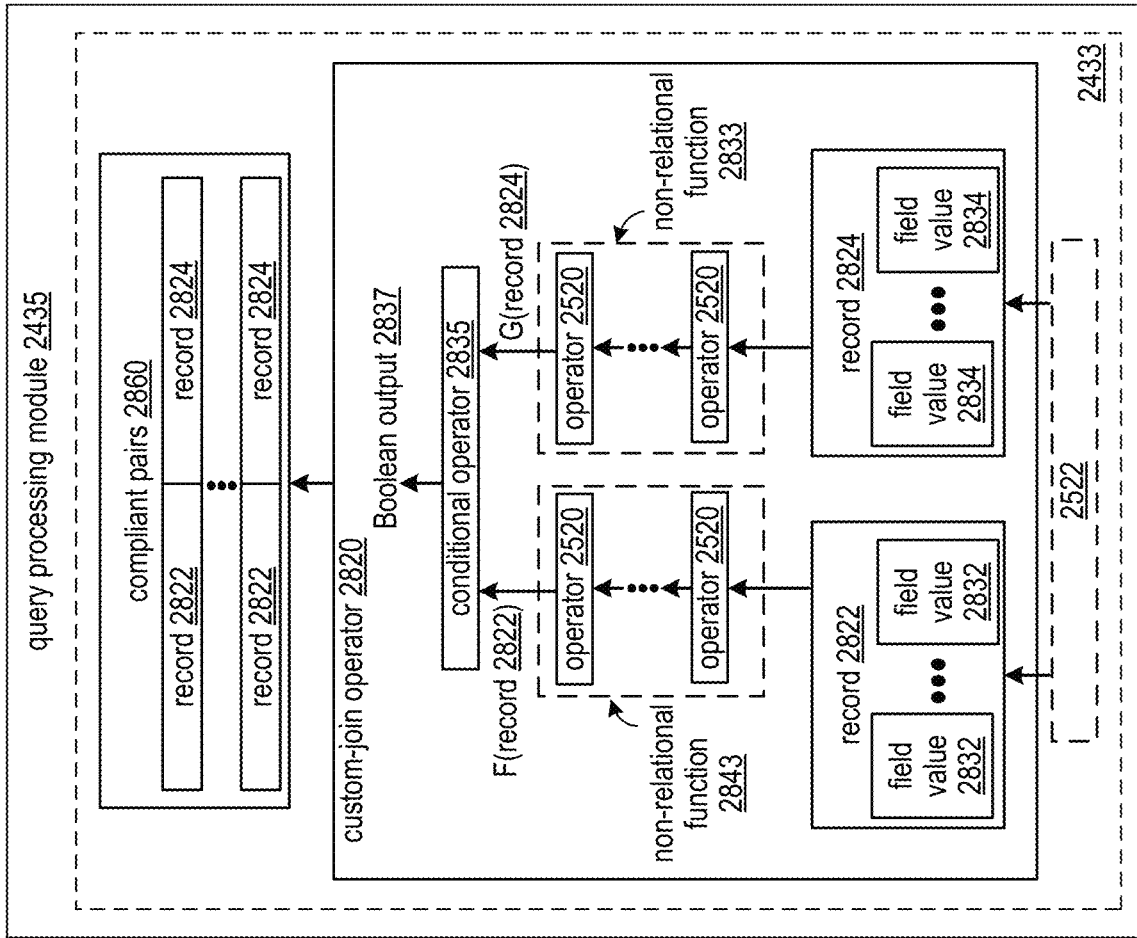 query processing module 2435
compliant pairs 2860
record 2822
record 2824
record 2822
record 2824
custom-join operator 2820
Boolean output 2837
conditional operator 2835
F(record 2822)
G(record 2824)
operator 2520
operator 2520
non-relational
function
2843
operator 2520
operator 2520
non-relational
function
2833
record 2822
field
value
2832
field
value
2832
record 2824
field
value
2834
field
value
2834
2522
2433